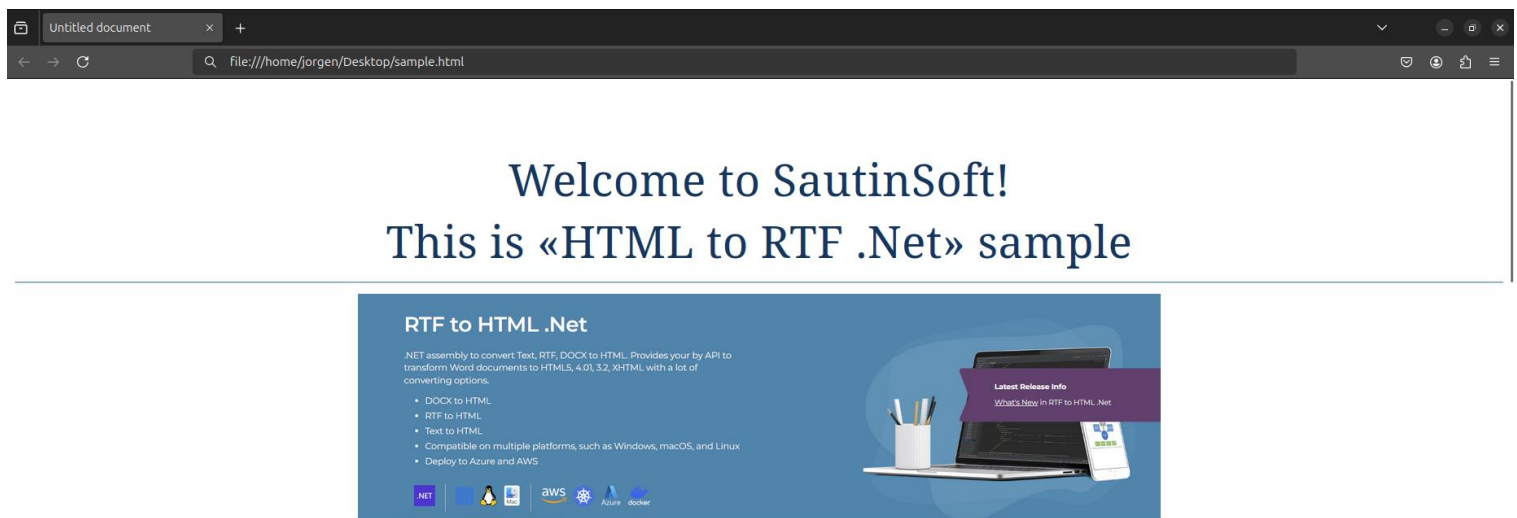 Untitled document
file:///home/jorgen/Desktop/sample.html
Welcome to SautinSoft!
This is «HTML to RTF .Net» sample
RTF to HTML .Net
.NET assembly to convert Text, RTF, DOCX to HTML. Provides your by API to
transform Word documents to HTML5, 4.01, 3.2, XHTML with a lot of
converting options.
• DOCX to HTML
• RTF to HTML
• Text to HTML
• Compatible on multiple platforms, such as Windows, macOS, and Linux
• Deploy to Azure and AWS
Latest Release Info
What's New in RTF to HTML .Net
.NET Mac aws Azure docker